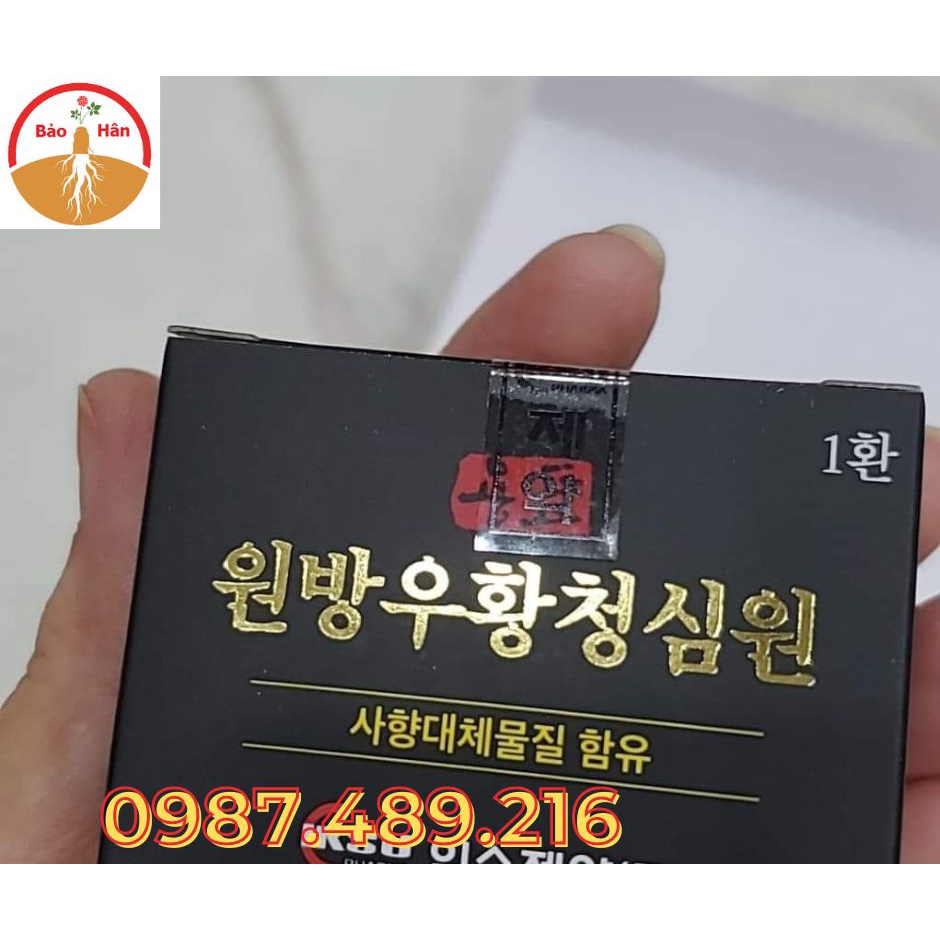 Bảo Hân
제
1환
원방우황청심원
사향대체물질 함유
0987.489.216